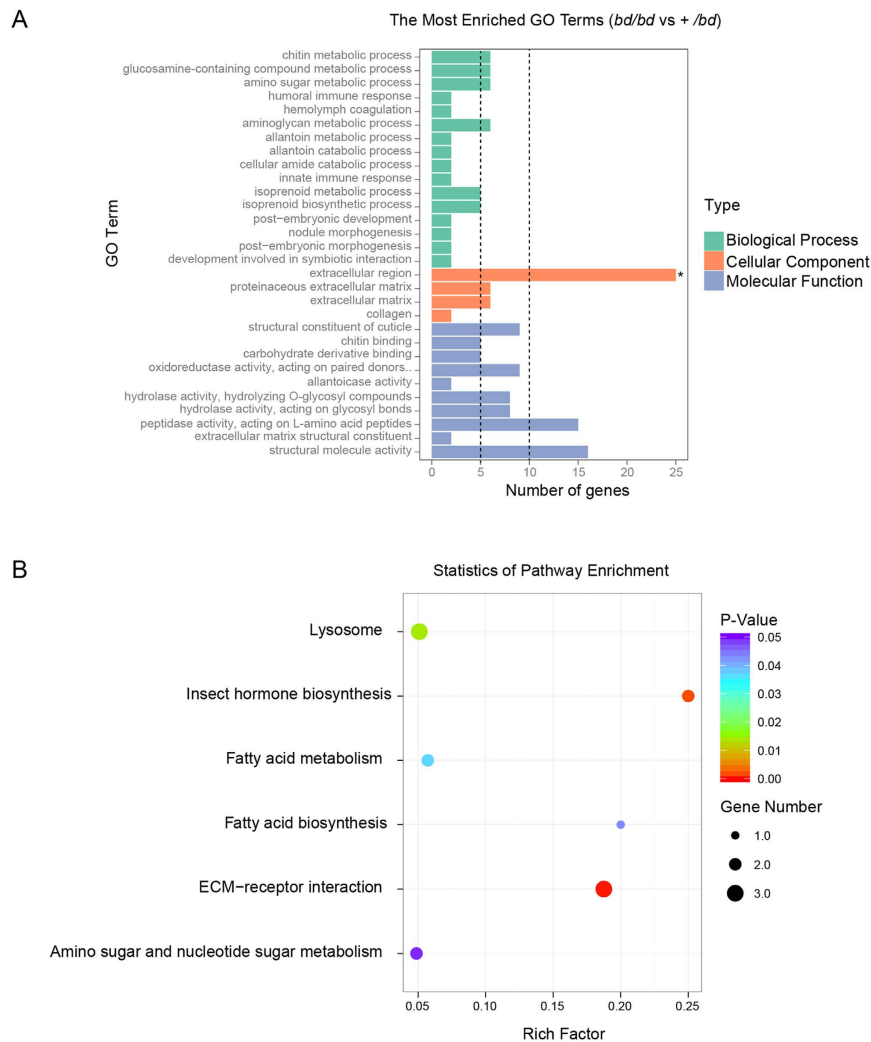 A
The Most Enriched GO Terms (bd/bd vs + /bd)
GO Term
chitin metabolic process
glucosamine-containing compound metabolic process
amino sugar metabolic process
humoral immune response
hemolymph coagulation
aminoglycan metabolic process
allantoin metabolic process
allantoin catabolic process
cellular amide catabolic process
innate immune response
isoprenoid metabolic process
isoprenoid biosynthetic process
post-embryonic development
nodule morphogenesis
post-embryonic morphogenesis
development involved in symbiotic interaction
extracellular region
proteinaceous extracellular matrix
extracellular matrix
collagen
structural constituent of cuticle
chitin binding
carbohydrate derivative binding
oxidoreductase activity, acting on paired donors..
allantoicase activity
hydrolase activity, hydrolyzing O-glycosyl compounds
hydrolase activity, acting on glycosyl bonds
peptidase activity, acting on L-amino acid peptides
extracellular matrix structural constituent
structural molecule activity
*
0 5 10 15 20 25
Number of genes
Type
Biological Process
Cellular Component
Molecular Function
B
Statistics of Pathway Enrichment
Lysosome
Insect hormone biosynthesis
Fatty acid metabolism
Fatty acid biosynthesis
ECM−receptor interaction
Amino sugar and nucleotide sugar metabolism
0.05 0.10 0.15 0.20 0.25
Rich Factor
P-Value
0.05
0.04
0.03
0.02
0.01
0.00
Gene Number
1.0
2.0
3.0